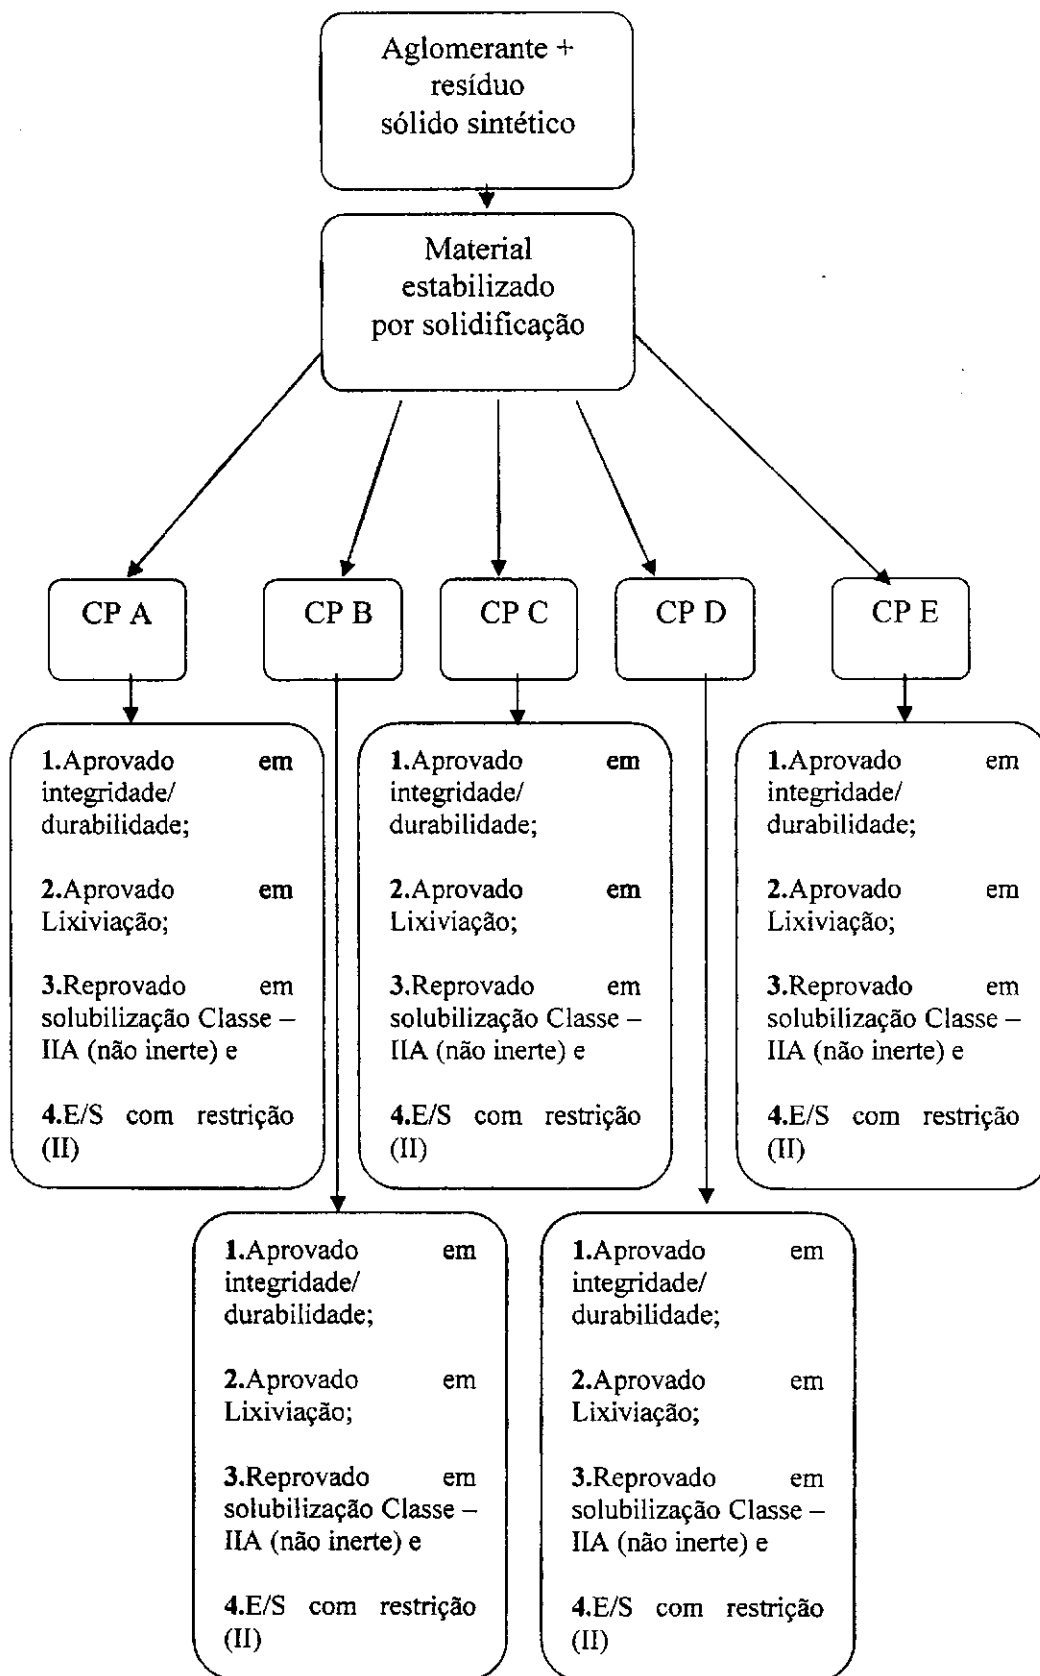 Aglomerante +
resíduo
sólido sintético
Material
estabilizado
por solidificação
CP A
CP B
CP C
CP D
CP E
1.Aprovado em
integridade/
durabilidade;
2.Aprovado em
Lixiviação;
3.Reprovado em
solubilização Classe –
IIA (não inerte) e
4.E/S com restrição
(II)
1.Aprovado em
integridade/
durabilidade;
2.Aprovado em
Lixiviação;
3.Reprovado em
solubilização Classe –
IIA (não inerte) e
4.E/S com restrição
(II)
1.Aprovado em
integridade/
durabilidade;
2.Aprovado em
Lixiviação;
3.Reprovado em
solubilização Classe –
IIA (não inerte) e
4.E/S com restrição
(II)
1.Aprovado em
integridade/
durabilidade;
2.Aprovado em
Lixiviação;
3.Reprovado em
solubilização Classe –
IIA (não inerte) e
4.E/S com restrição
(II)
1.Aprovado em
integridade/
durabilidade;
2.Aprovado em
Lixiviação;
3.Reprovado em
solubilização Classe –
IIA (não inerte) e
4.E/S com restrição
(II)